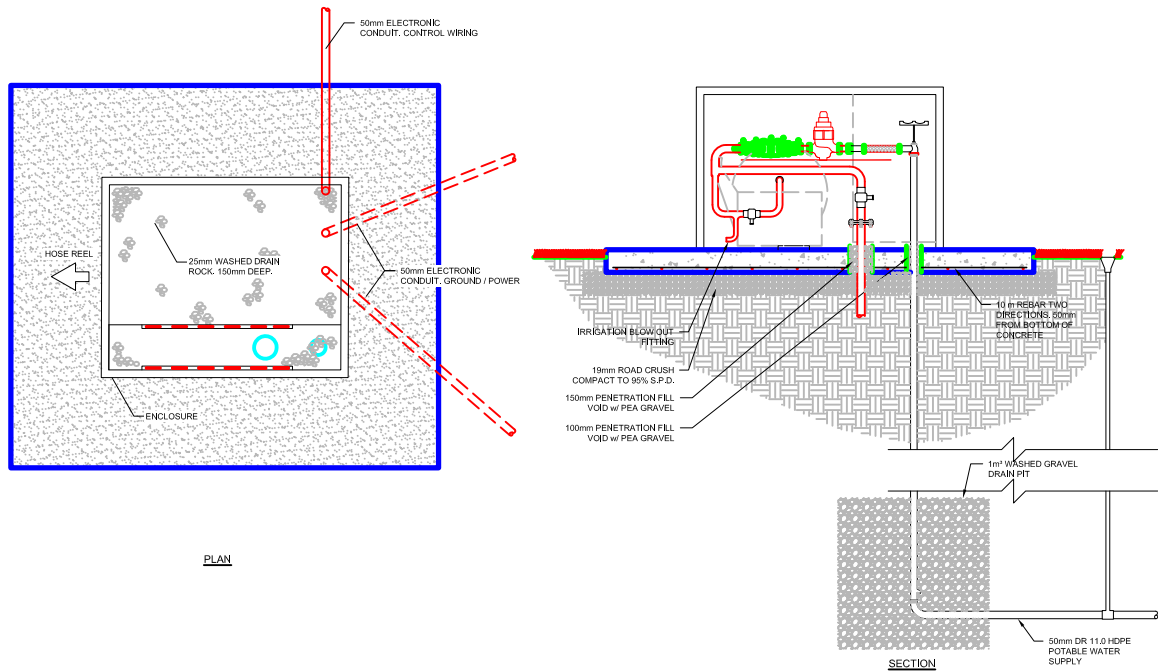 50mm ELECTRONIC
CONDUIT. CONTROL WIRING
HOSE REEL
25mm WASHED DRAIN
ROCK. 150mm DEEP.
50mm ELECTRONIC
CONDUIT. GROUND / POWER
ENCLOSURE
PLAN
IRRIGATION BLOW OUT
FITTING
19mm ROAD CRUSH
COMPACT TO 95% S.P.D.
150mm PENETRATION FILL
VOID w/ PEA GRAVEL
100mm PENETRATION FILL
VOID w/ PEA GRAVEL
10 m REBAR TWO
DIRECTIONS. 50mm
FROM BOTTOM OF
CONCRETE
1m³ WASHED GRAVEL
DRAIN PIT
50mm DR 11.0 HDPE
POTABLE WATER
SUPPLY
SECTION